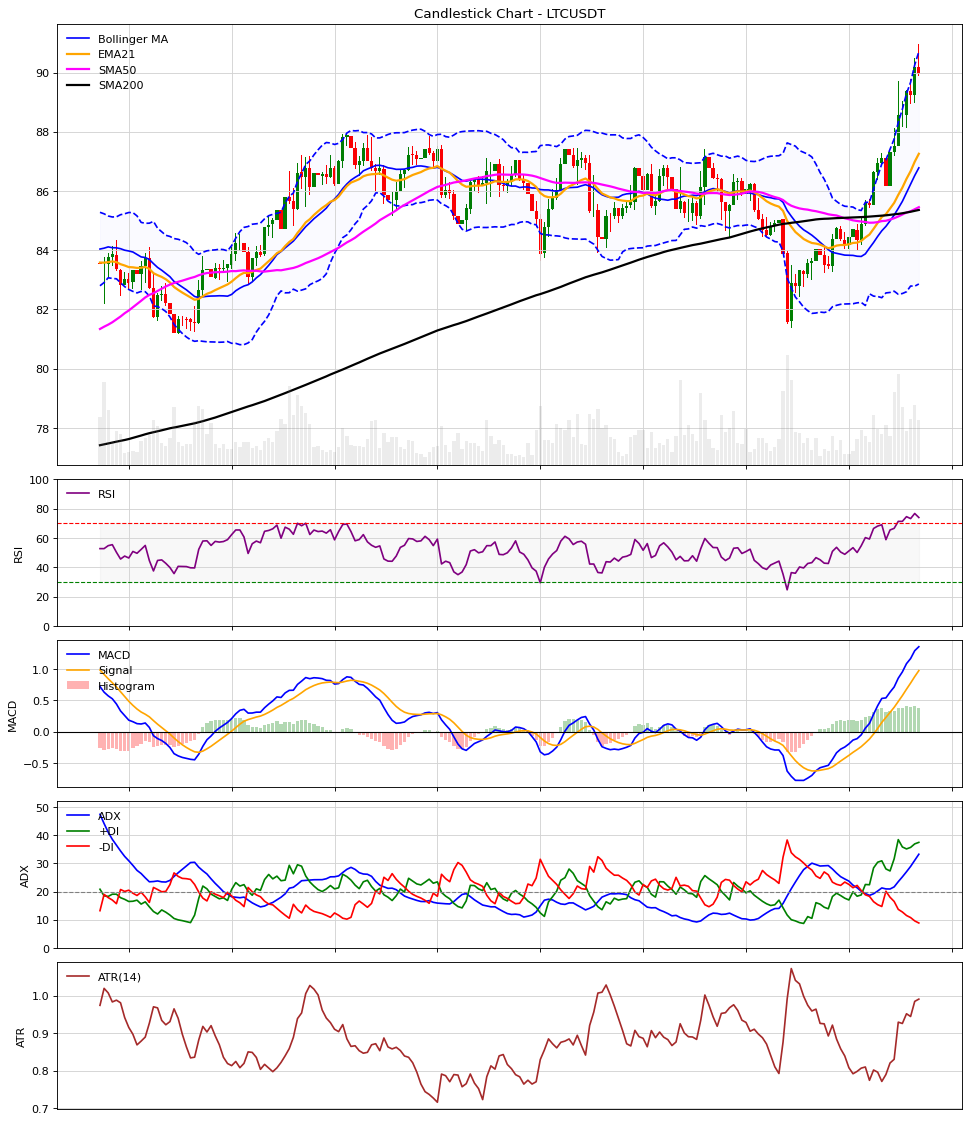 Candlestick Chart - LTCUSDT
Bollinger MA
EMA21
SMA50
SMA200
90
88
86
84
82
80
78
RSI
RSI
100
80
60
40
20
0
MACD
MACD
Signal
Histogram
1.0
0.5
0.0
−0.5
ADX
ADX
+DI
-DI
50
40
30
20
10
0
ATR
ATR(14)
1.0
0.9
0.8
0.7